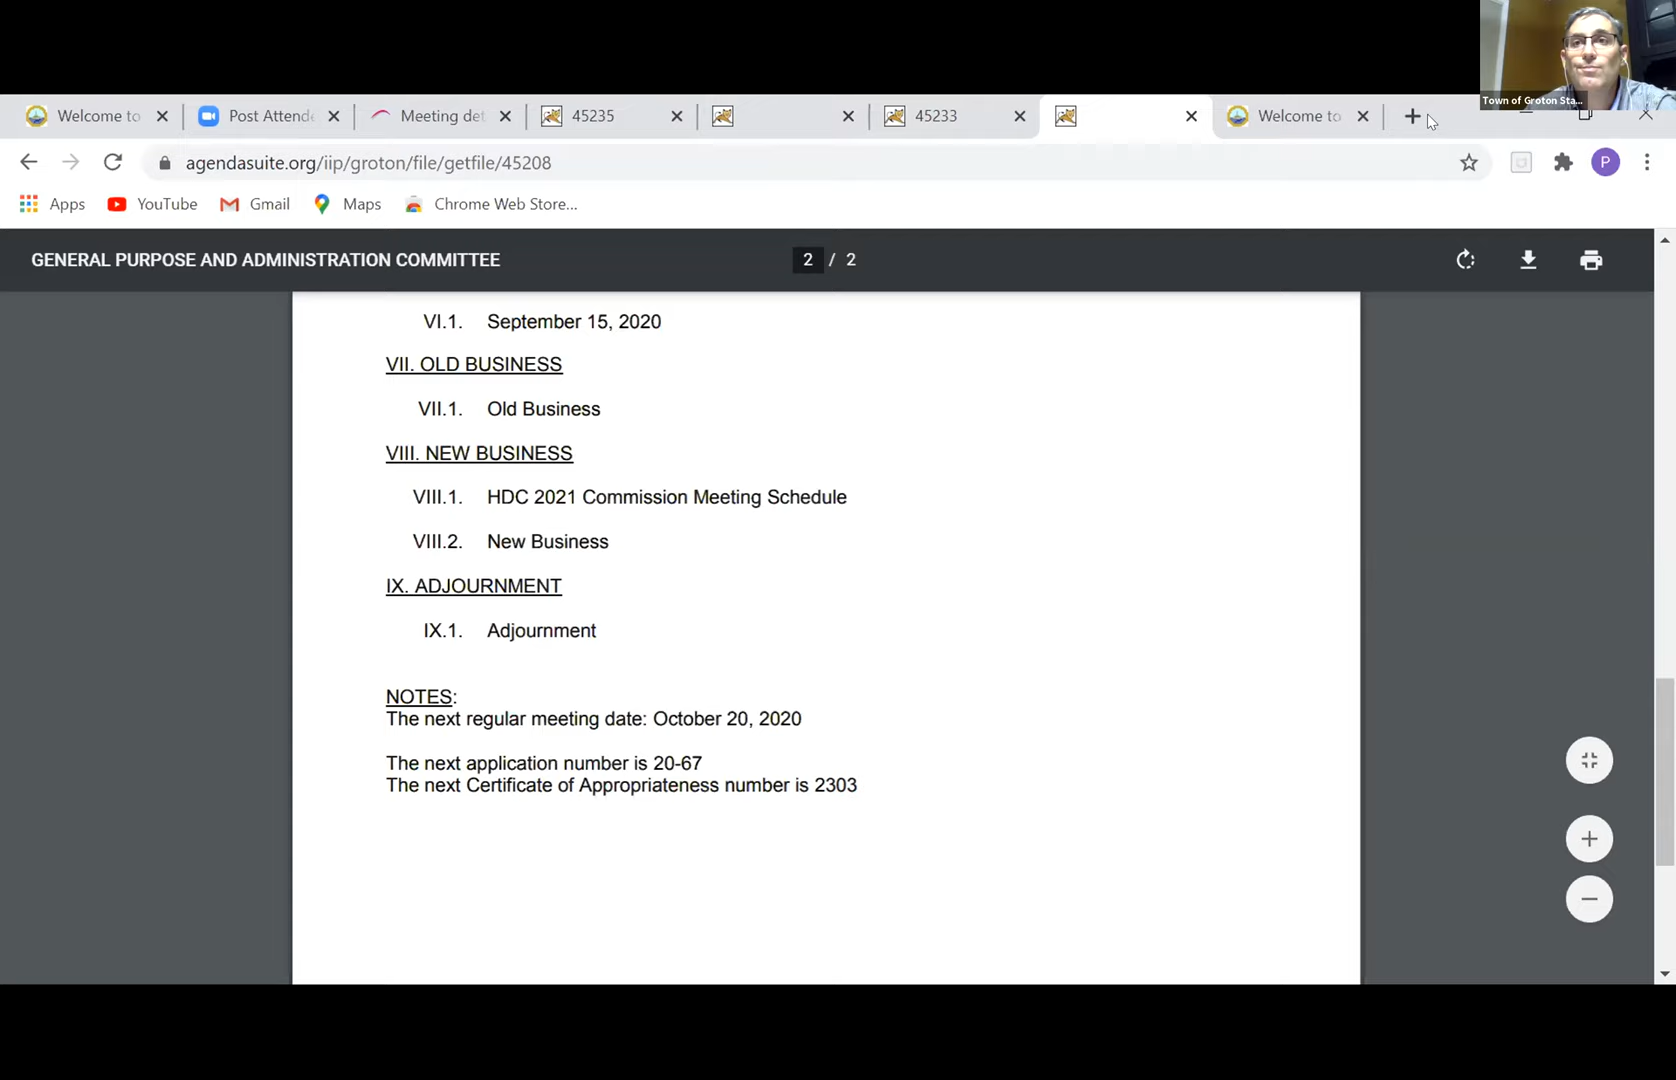 Town of Groton Sta...
Welcome to
Post Attende
Meeting det
45235
45233
Welcome to
agendasuite.org/iip/groton/file/getfile/45208
P
Apps
YouTube
Gmail
Maps
Chrome Web Store...
GENERAL PURPOSE AND ADMINISTRATION COMMITTEE
2 / 2
VI.1. September 15, 2020
VII. OLD BUSINESS
VII.1. Old Business
VIII. NEW BUSINESS
VIII.1. HDC 2021 Commission Meeting Schedule
VIII.2. New Business
IX. ADJOURNMENT
IX.1. Adjournment
NOTES:
The next regular meeting date: October 20, 2020
The next application number is 20-67
The next Certificate of Appropriateness number is 2303